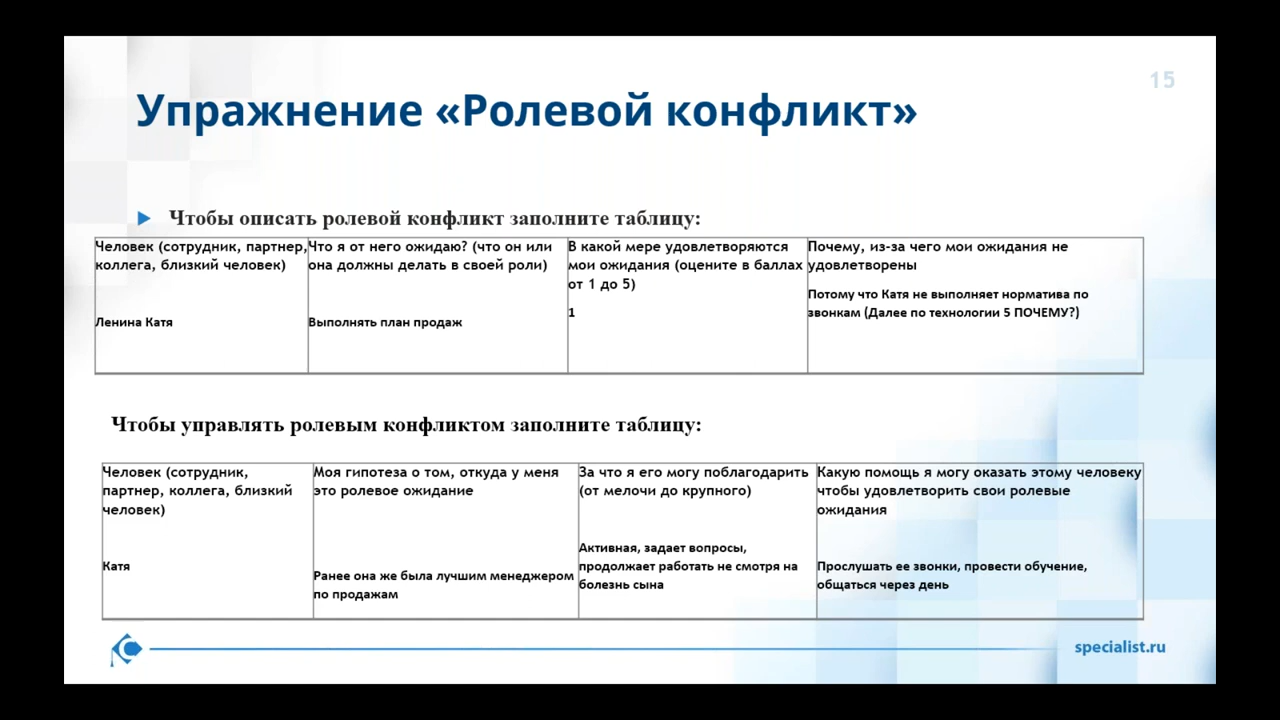 15
Упражнение «Ролевой конфликт»
Чтобы описать ролевой конфликт заполните таблицу:
Человек (сотрудник, партнер,
коллега, близкий человек)
Что я от него ожидаю? (что он или
она должны делать в своей роли)
В какой мере удовлетворяются
мои ожидания (оцените в баллах
от 1 до 5)
Почему, из-за чего мои ожидания не
удовлетворены
Ленина Катя
Выполнять план продаж
1
Потому что Катя не выполняет норматива по
звонкам (Далее по технологии 5 ПОЧЕМУ?)
Чтобы управлять ролевым конфликтом заполните таблицу:
Человек (сотрудник,
партнер, коллега, близкий
человек)
Моя гипотеза о том, откуда у меня
это ролевое ожидание
За что я его могу поблагодарить
(от мелочи до крупного)
Какую помощь я могу оказать этому человеку
чтобы удовлетворить свои ролевые
ожидания
Катя
Ранее она же была лучшим менеджером
по продажам
Активная, задает вопросы,
продолжает работать не смотря на
болезнь сына
Прослушать ее звонки, провести обучение,
общаться через день
specialist.ru